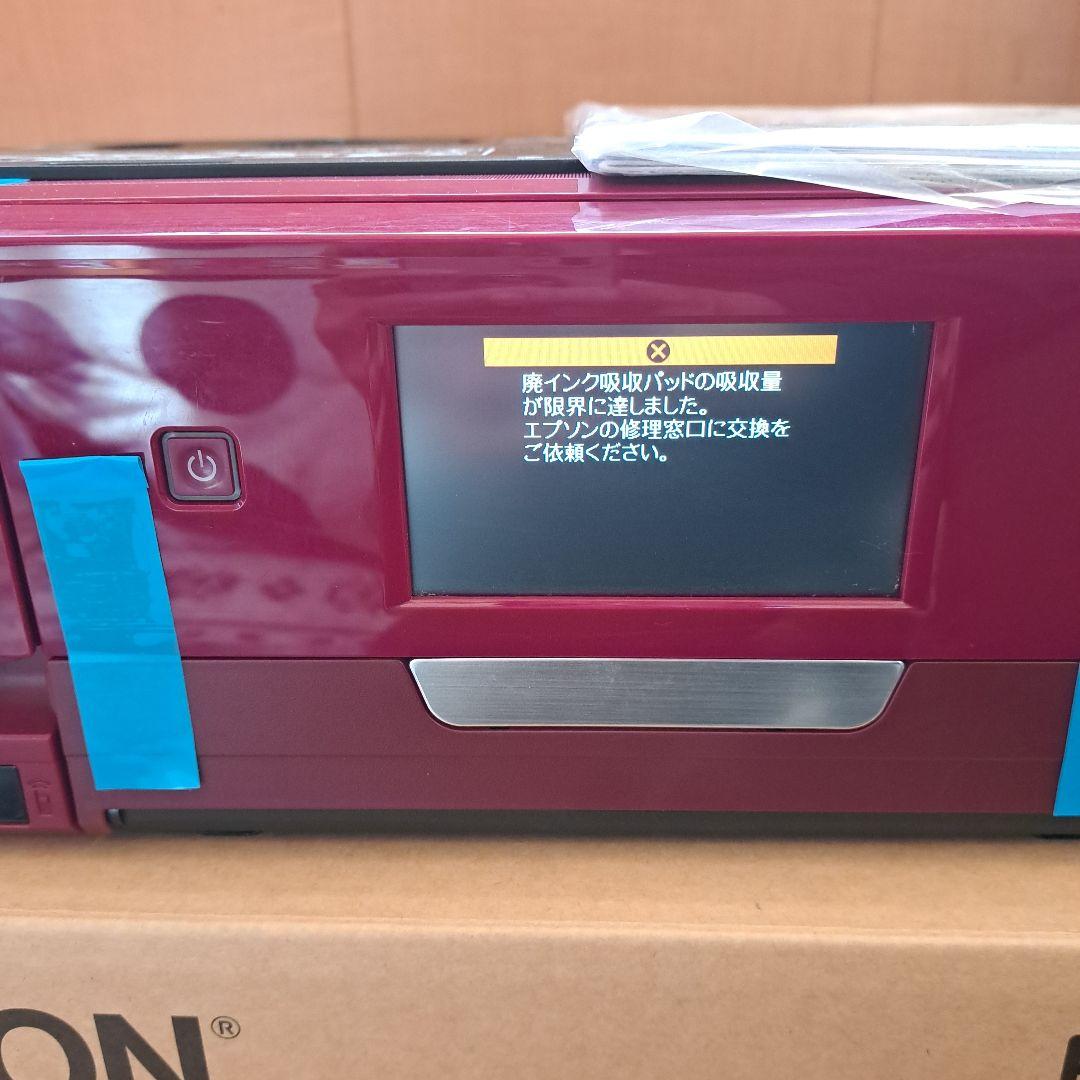 廃インク吸収パッドの吸収量
が限界に達しました。
エプソンの修理窓口に交換を
ご依頼ください。
ON®